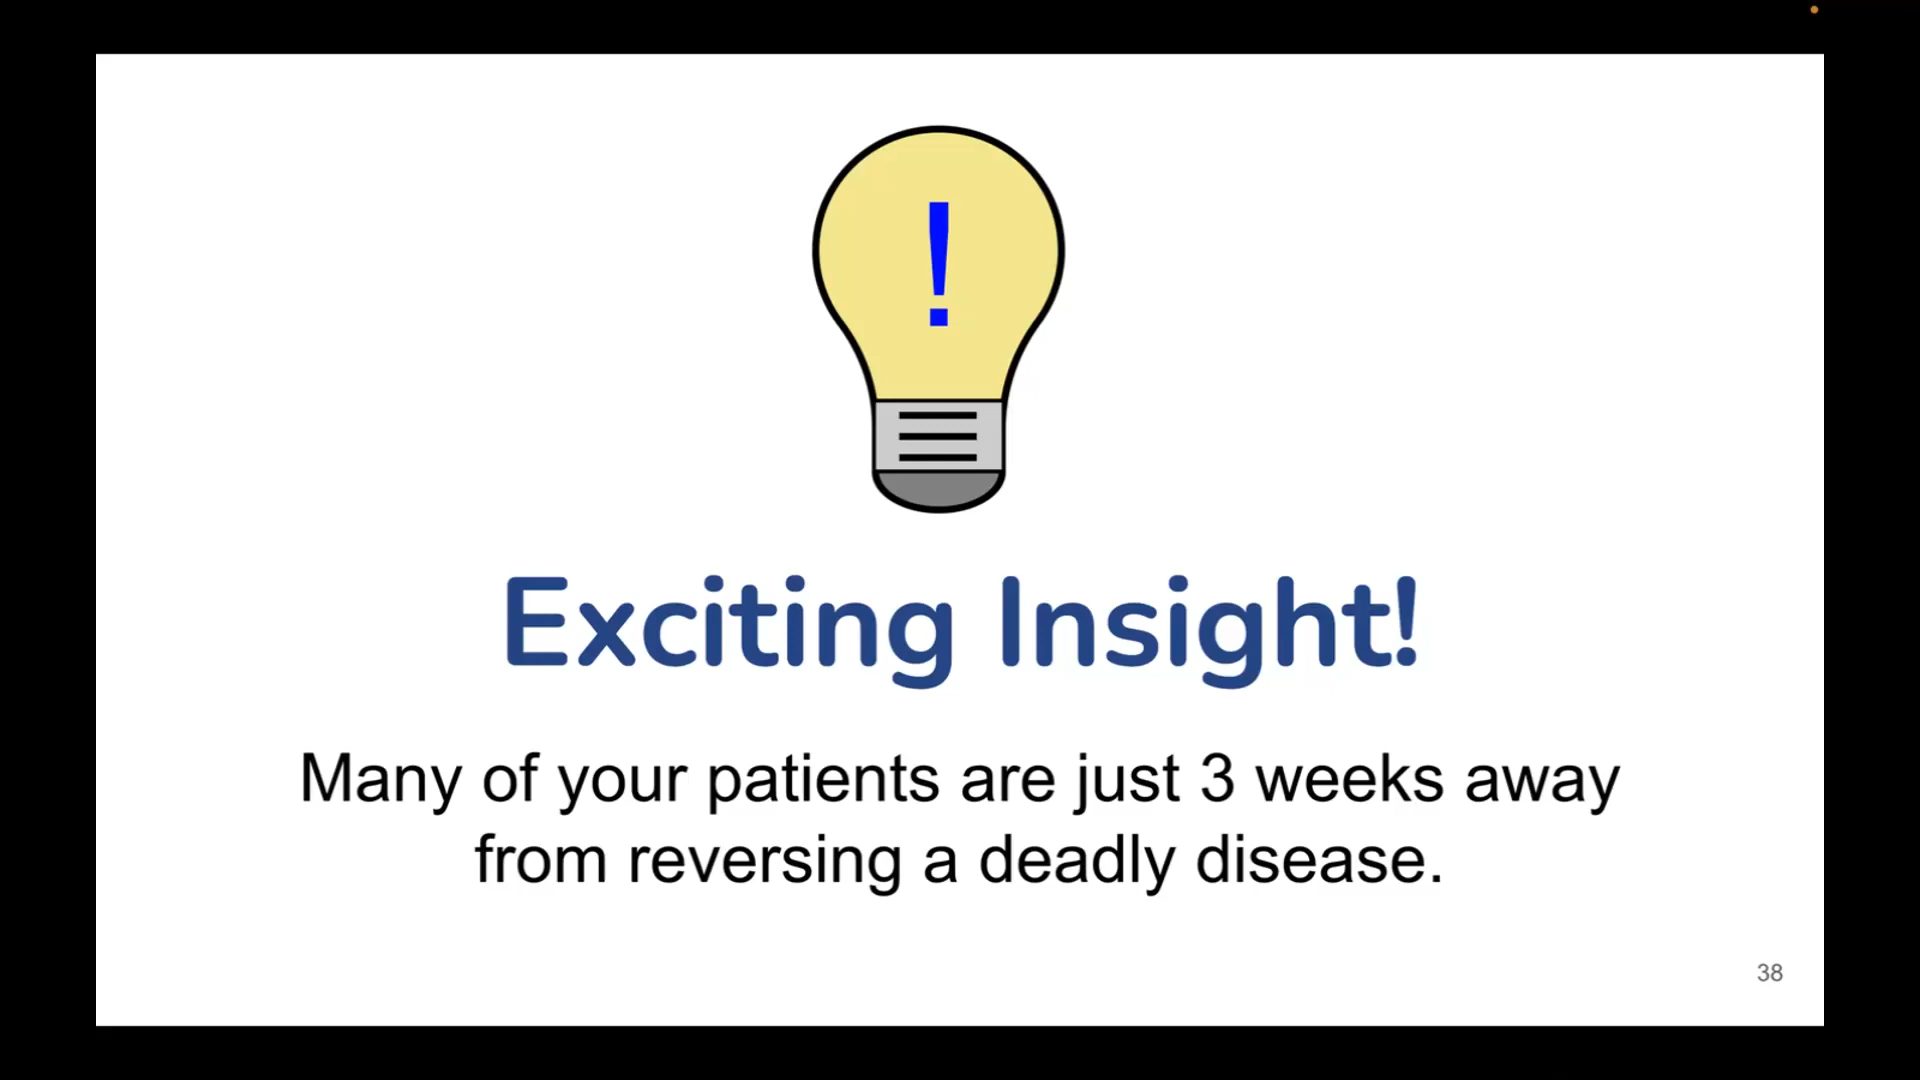 !
Exciting Insight!
Many of your patients are just 3 weeks away
from reversing a deadly disease.
38